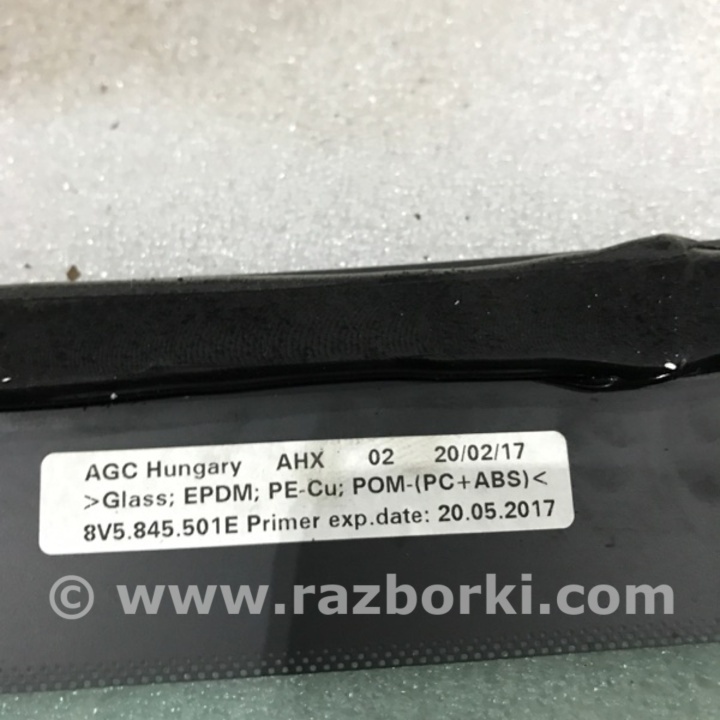 AGC Hungary AHX 02 20/02/17
>Glass; EPDM; PE-Cu; POM-(PC+ABS)<
8V5.845.501E Primer exp.date: 20.05.2017
© www.razborki.com